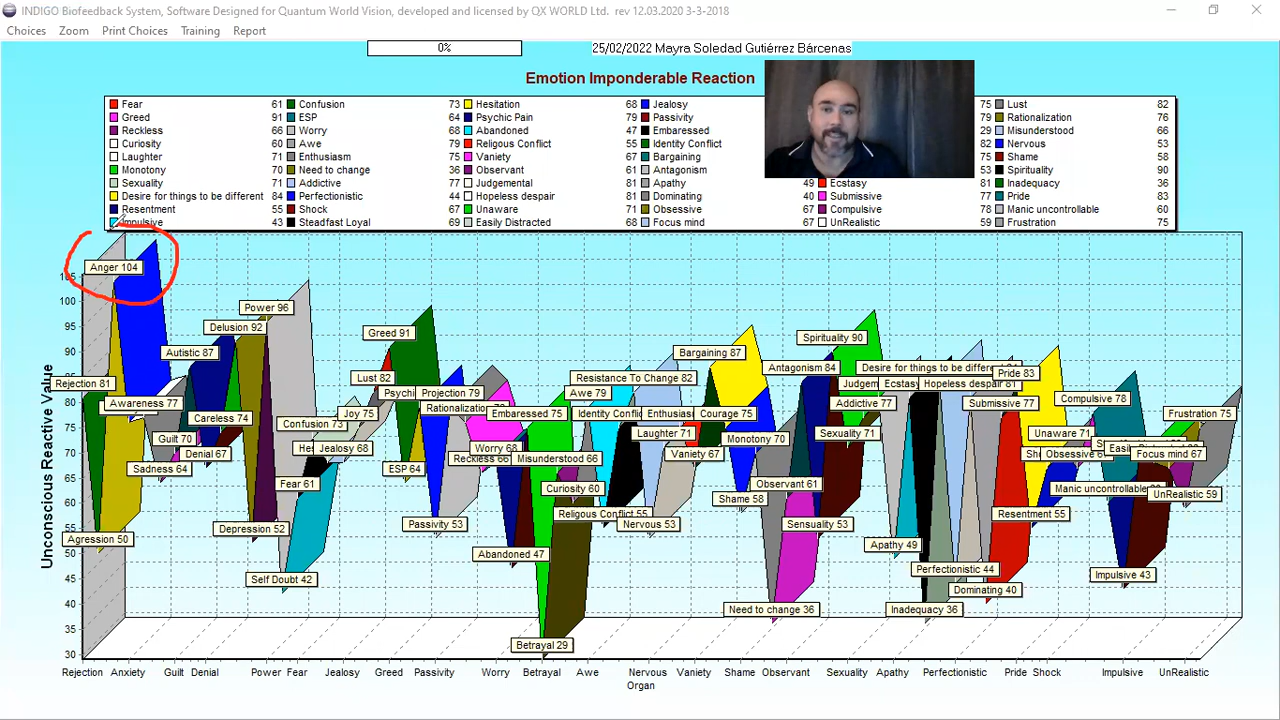 INDIGO Biofeedback System, Software Designed for Quantum World Vision, developed and licensed by QX WORLD Ltd. rev 12.03.2020 3-3-2018
Choices Zoom Print Choices Training Report
0% 25/02/2022 Mayra Soledad Gutiérrez Bárcenas
Emotion Imponderable Reaction
Fear 61 Confusion 73 Hesitation 68 Jealosy 75 Lust 82
Greed 91 ESP 64 Psychic Pain 79 Passivity 79 Rationalization 76
Reckless 66 Worry 68 Abandoned 47 Embaressed 29 Misunderstood 66
Curiosity 60 Awe 79 Religous Conflict 55 Identity Conflict 82 Nervous 53
Laughter 71 Enthusiasm 75 Vaniety 67 Bargaining 75 Shame 58
Monotony 70 Need to change 36 Observant 61 Antagonism 53 Spirituality 90
Sexuality 71 Addictive 77 Judgemental 81 Apathy 49 Ecstasy 81 Inadequacy 36
Desire for things to be different 84 Perfectionistic 44 Hopeless despair 81 Dominating 40 Submissive 77 Pride 83
Resentment 55 Shock 67 Unaware 71 Obsessive 67 Compulsive 78 Manic uncontrollable 60
Impulsive 43 Steadfast Loyal 69 Easily Distracted 68 Focus mind 67 UnRealistic 59 Frustration 75
Anger 104
105
100
Power 96
95
Delusion 92
Greed 91
Spirituality 90
90
Autistic 87
Bargaining 87
Antagonism 84
Desire for things to be differen
Pride 83
85
Rejection 81
Lust 82
Resistance To Change 82
Judgem
Ecstas
Hopeless despair 81
80
Awareness 77
Psychi
Projection 79
Awe 79
Addictive 77
Submissive 77
Compulsive 78
Careless 74
Joy 75
Rationalization
Embaressed 75
Identity Conflic
Enthusias
Courage 75
Frustration 75
75
Confusion 73
Guilt 70
Laughter 71
Monotony 70
Sexuality 71
Unaware 71
70
Denial 67
Jealosy 68
Worry 68
Vaniety 67
Obsessive
Focus mind 67
Sadness 64
ESP 64
Reckless 66
Misunderstood 66
65
Fear 61
Curiosity 60
Observant 61
Manic uncontrollable
UnRealistic 59
60
Shame 58
Depression 52
Passivity 53
Religous Conflict 55
Nervous 53
Sensuality 53
Resentment 55
55
Agression 50
Apathy 49
50
Abandoned 47
45
Self Doubt 42
Perfectionistic 44
Impulsive 43
40
Dominating 40
Need to change 36
Inadequacy 36
35
Betrayal 29
30
Unconscious Reactive Value
Rejection Anxiety Guilt Denial Power Fear Jealosy Greed Passivity Worry Betrayal Awe Nervous Vaniety Shame Observant Sexuality Apathy Perfectionistic Pride Shock Impulsive UnRealistic
Organ